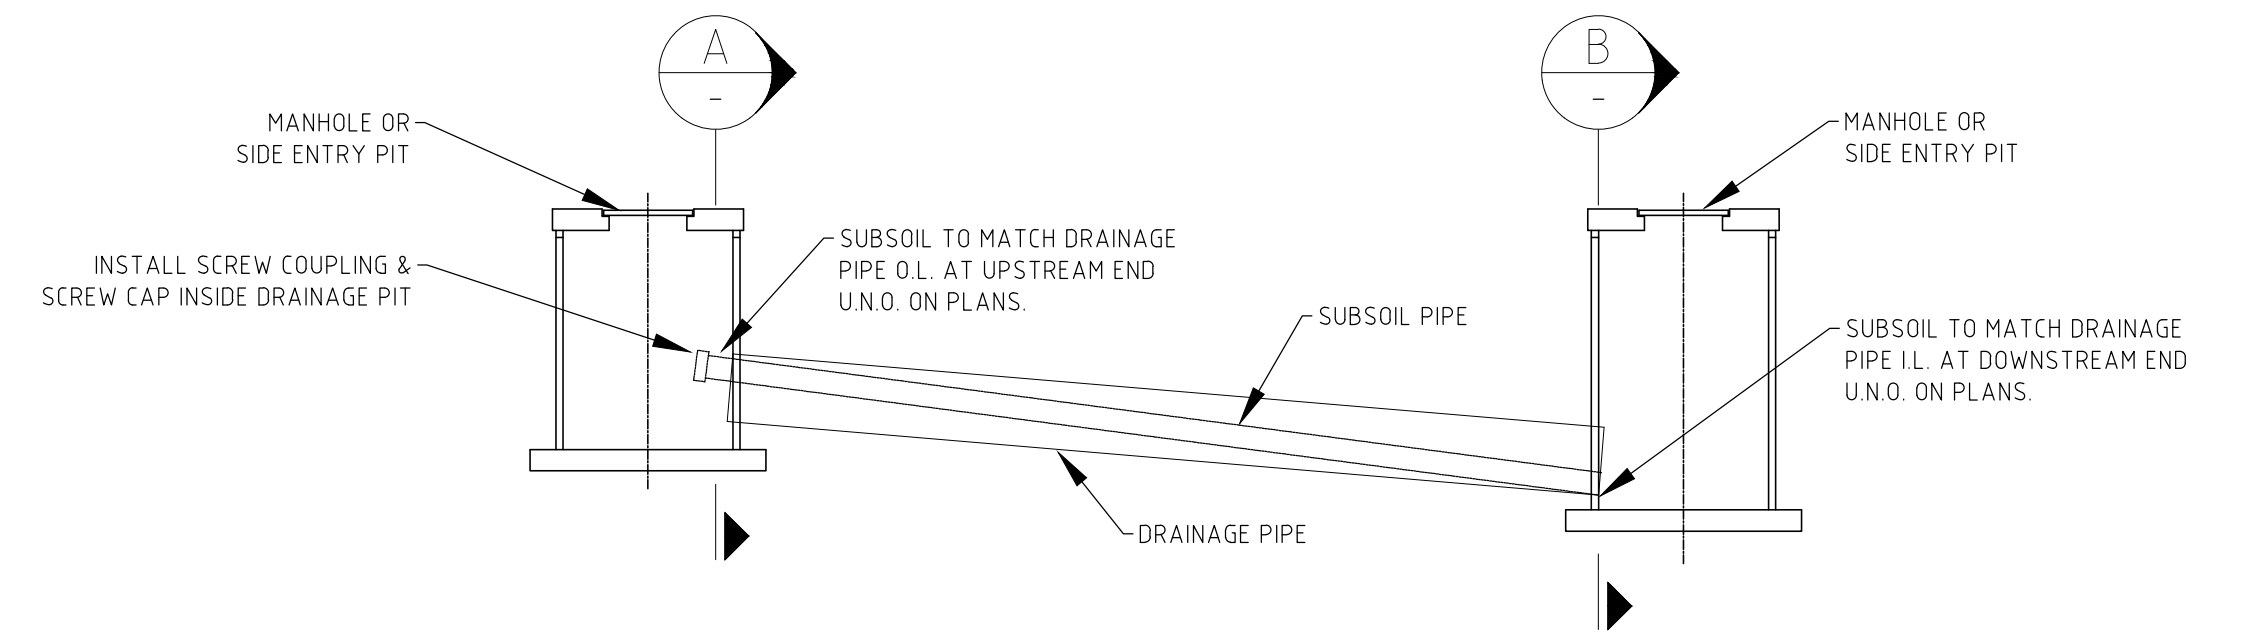 A
-
B
-
MANHOLE OR
SIDE ENTRY PIT
MANHOLE OR
SIDE ENTRY PIT
INSTALL SCREW COUPLING &
SCREW CAP INSIDE DRAINAGE PIT
SUBSOIL TO MATCH DRAINAGE
PIPE O.L. AT UPSTREAM END
U.N.O. ON PLANS.
SUBSOIL PIPE
SUBSOIL TO MATCH DRAINAGE
PIPE I.L. AT DOWNSTREAM END
U.N.O. ON PLANS.
DRAINAGE PIPE